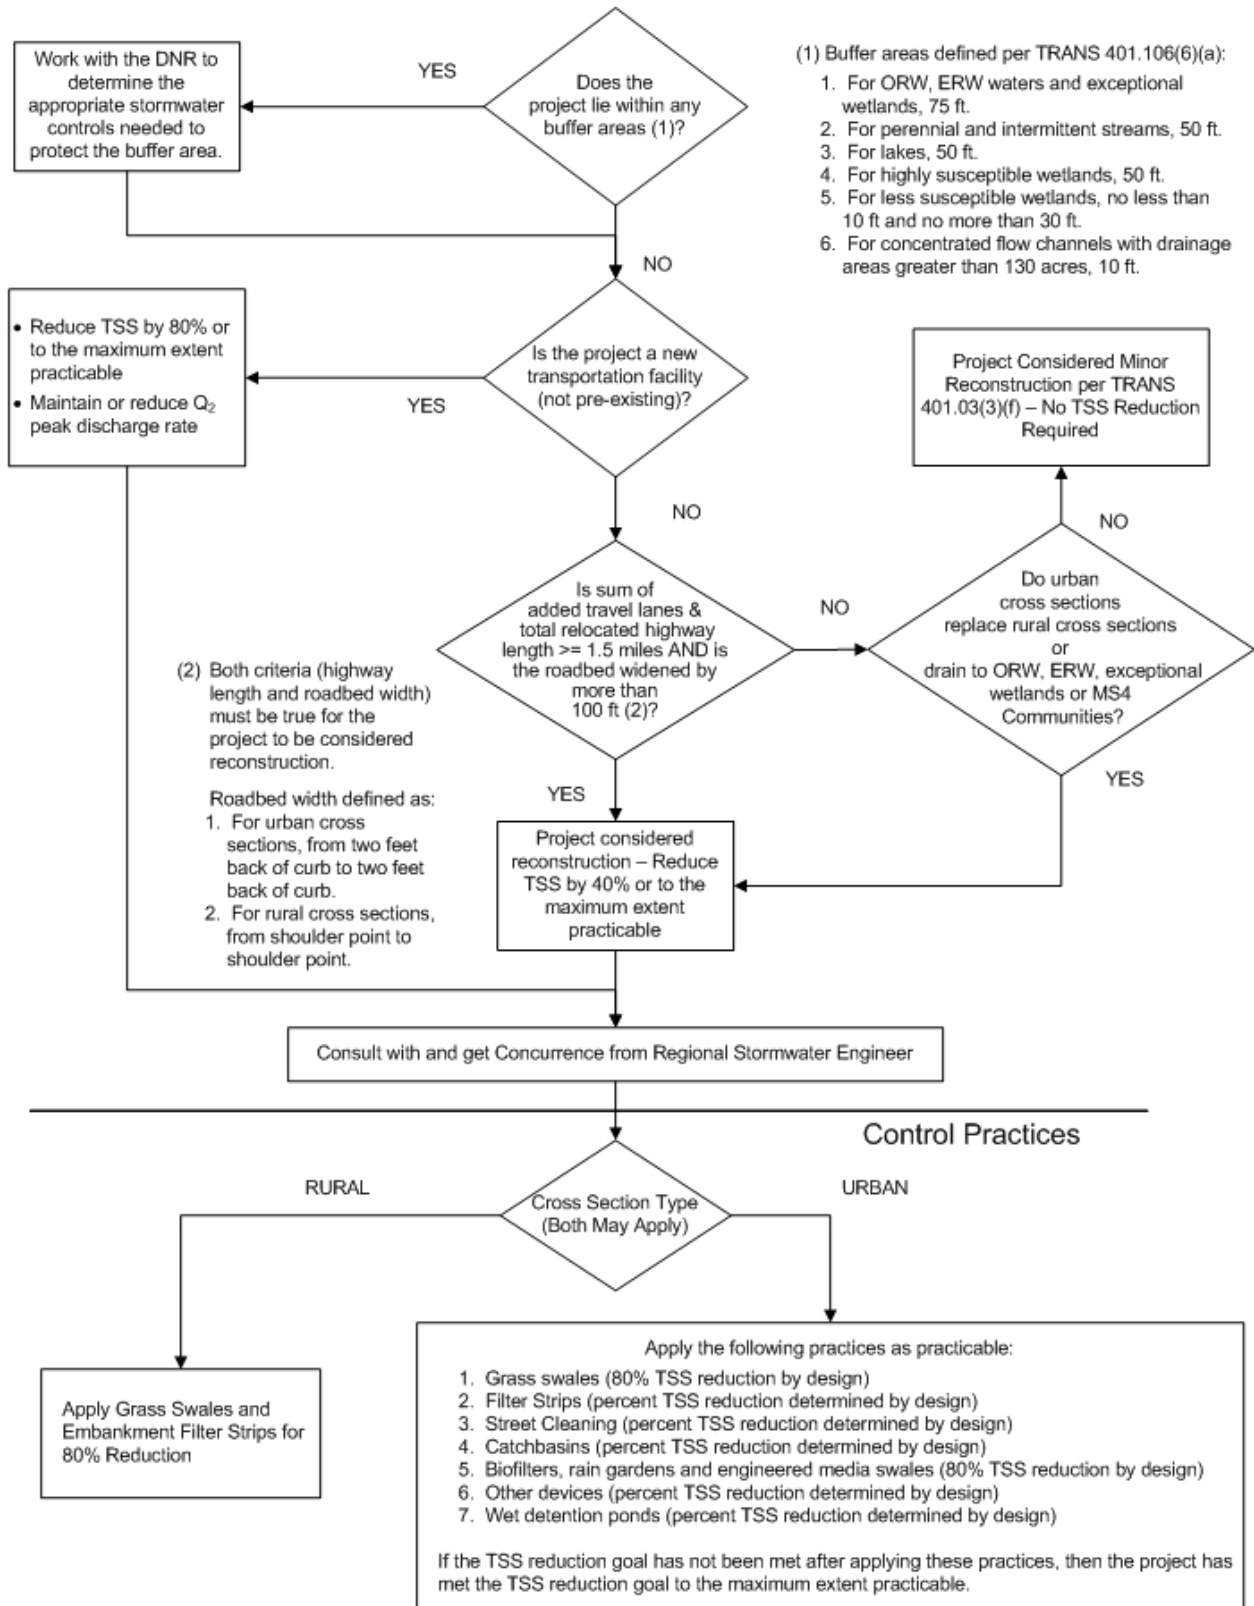 Does the
project lie within any
buffer areas (1)?
YES
Work with the DNR to
determine the
appropriate stormwater
controls needed to
protect the buffer area.
(1) Buffer areas defined per TRANS 401.106(6)(a):
1. For ORW, ERW waters and exceptional
wetlands, 75 ft.
2. For perennial and intermittent streams, 50 ft.
3. For lakes, 50 ft.
4. For highly susceptible wetlands, 50 ft.
5. For less susceptible wetlands, no less than
10 ft and no more than 30 ft.
6. For concentrated flow channels with drainage
areas greater than 130 acres, 10 ft.
NO
Is the project a new
transportation facility
(not pre-existing)?
YES
• Reduce TSS by 80% or
to the maximum extent
practicable
• Maintain or reduce Q2
peak discharge rate
NO
Is sum of
added travel lanes &
total relocated highway
length >= 1.5 miles AND is
the roadbed widened by
more than
100 ft (2)?
NO
Do urban
cross sections
replace rural cross sections
or
drain to ORW, ERW, exceptional
wetlands or MS4
Communities?
NO
Project Considered Minor
Reconstruction per TRANS
401.03(3)(f) – No TSS Reduction
Required
YES
(2) Both criteria (highway
length and roadbed width)
must be true for the
project to be considered
reconstruction.
Roadbed width defined as:
1. For urban cross
sections, from two feet
back of curb to two feet
back of curb.
2. For rural cross sections,
from shoulder point to
shoulder point.
YES
Project considered
reconstruction – Reduce
TSS by 40% or to the
maximum extent
practicable
Consult with and get Concurrence from Regional Stormwater Engineer
Control Practices
Cross Section Type
(Both May Apply)
RURAL
URBAN
Apply Grass Swales and
Embankment Filter Strips for
80% Reduction
Apply the following practices as practicable:
1. Grass swales (80% TSS reduction by design)
2. Filter Strips (percent TSS reduction determined by design)
3. Street Cleaning (percent TSS reduction determined by design)
4. Catchbasins (percent TSS reduction determined by design)
5. Biofilters, rain gardens and engineered media swales (80% TSS reduction by design)
6. Other devices (percent TSS reduction determined by design)
7. Wet detention ponds (percent TSS reduction determined by design)
If the TSS reduction goal has not been met after applying these practices, then the project has
met the TSS reduction goal to the maximum extent practicable.